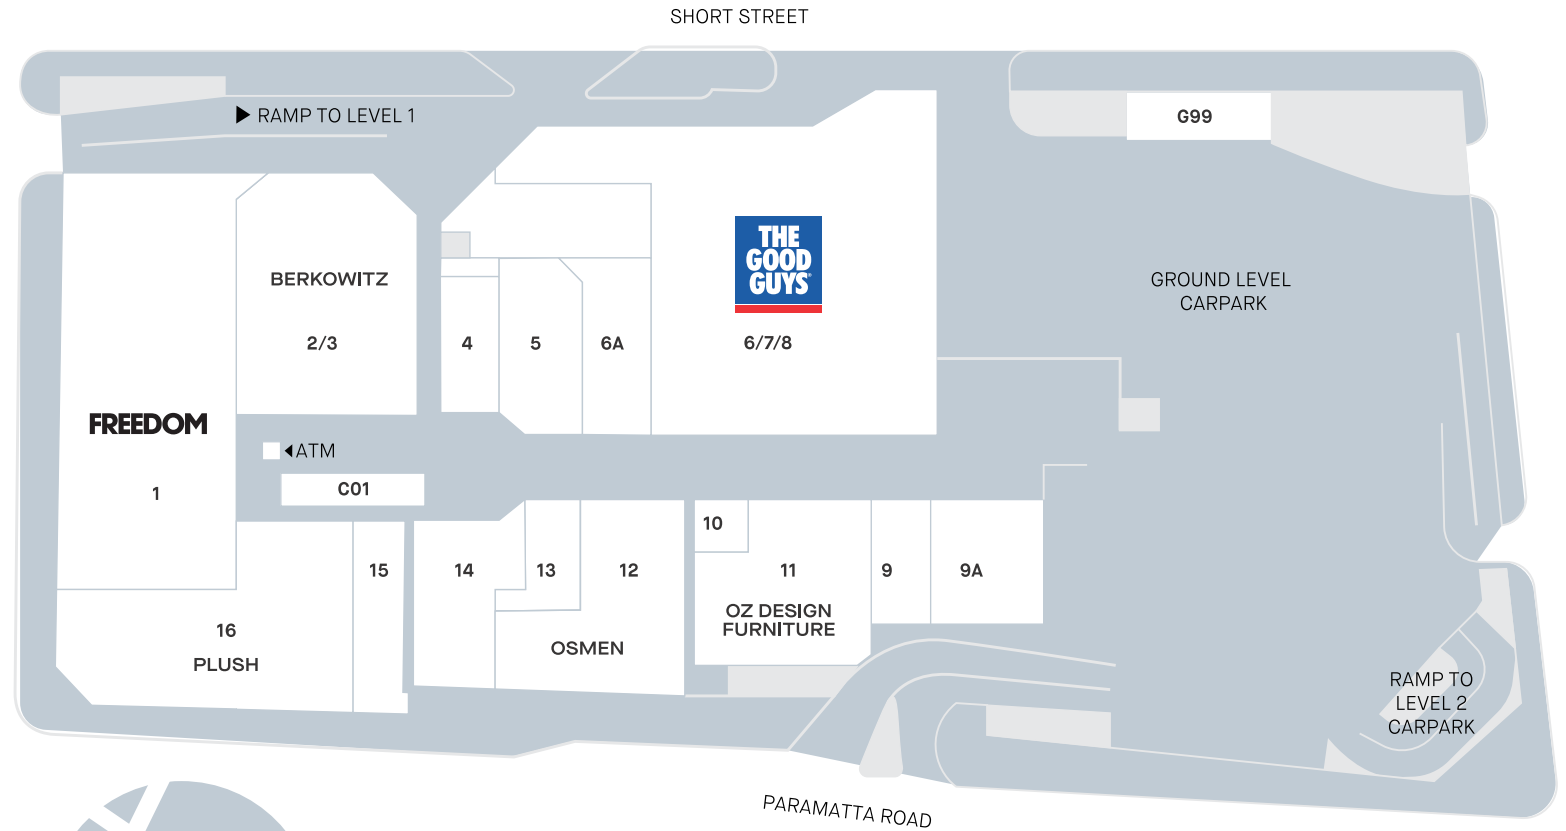 SHORT STREET
RAMP TO LEVEL 1
G99
THE
GOOD
GUYS
BERKOWITZ
GROUND LEVEL
CARPARK
2/3
4
5
6A
6/7/8
FREEDOM
ATM
1
C01
10
15
14
13
12
11
9
9A
OZ DESIGN
FURNITURE
16
OSMEN
PLUSH
RAMP TO
LEVEL 2
CARPARK
PARAMATTA ROAD